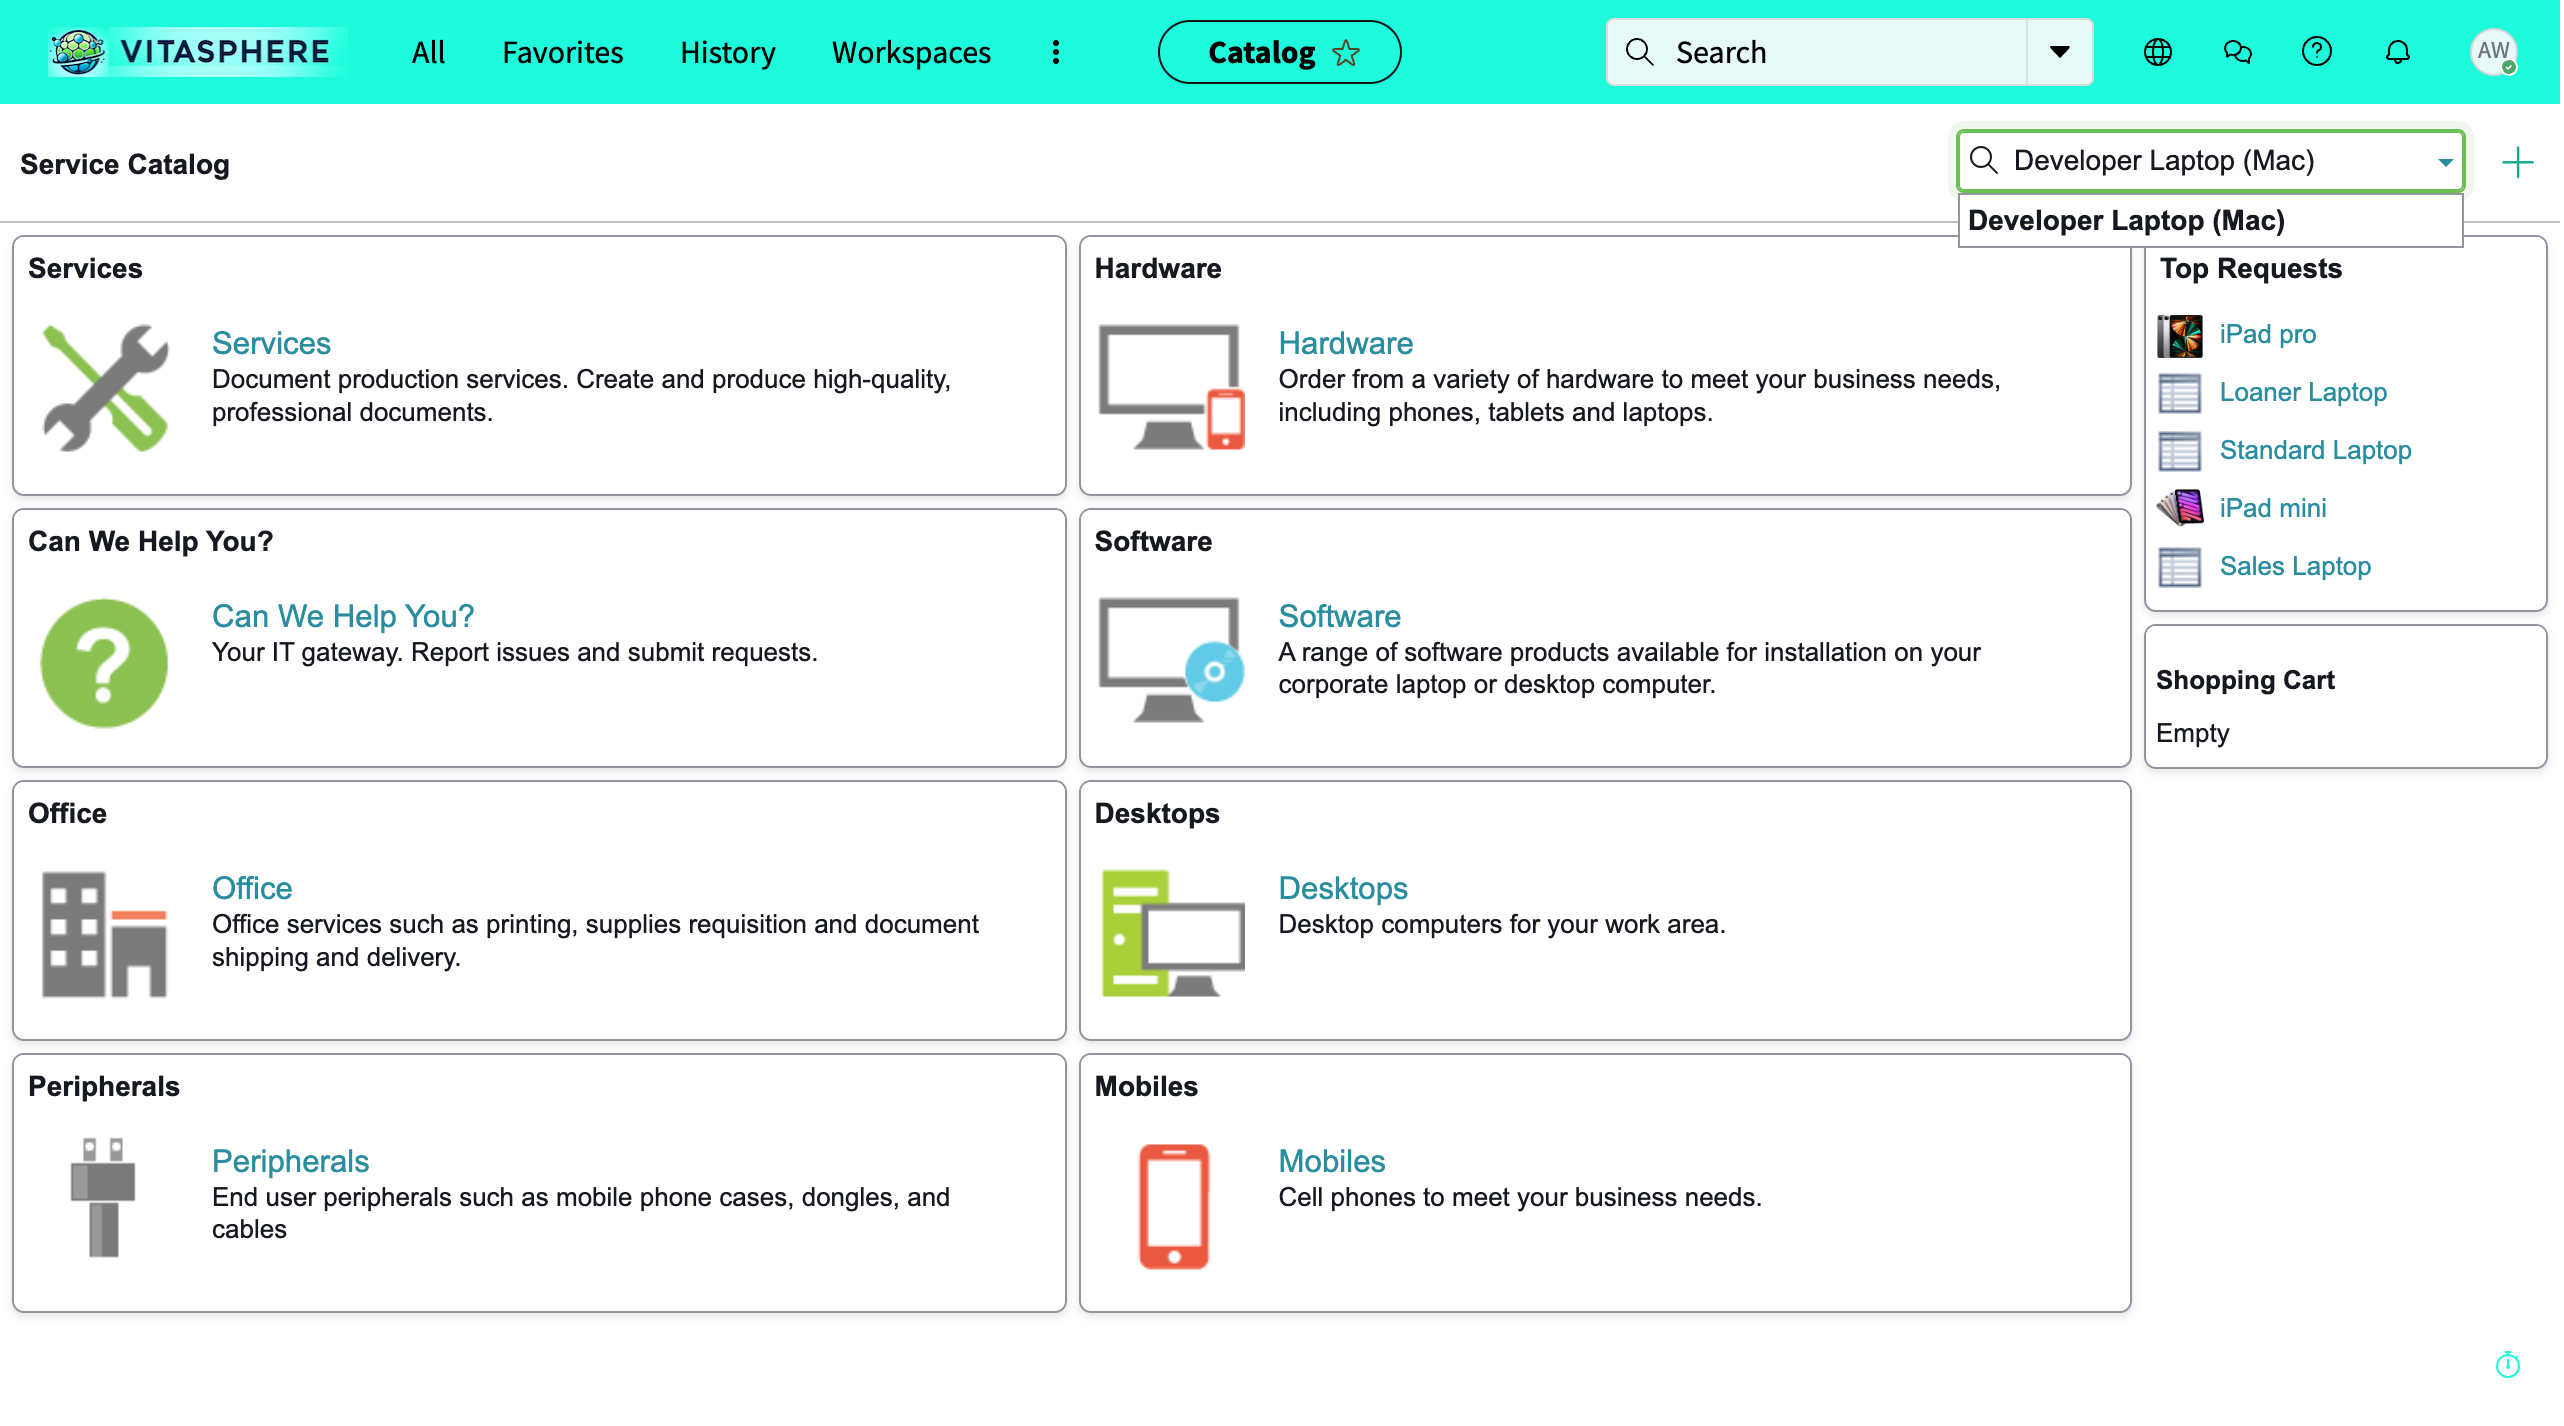 VITASPHERE
All
Favorites
History
Workspaces
Catalog
Search
AW
Service Catalog
Developer Laptop (Mac)
Developer Laptop (Mac)
Services
Services
Document production services. Create and produce high-quality,
professional documents.
Hardware
Hardware
Order from a variety of hardware to meet your business needs,
including phones, tablets and laptops.
Top Requests
iPad pro
Loaner Laptop
Standard Laptop
iPad mini
Sales Laptop
Can We Help You?
Can We Help You?
Your IT gateway. Report issues and submit requests.
Software
Software
A range of software products available for installation on your
corporate laptop or desktop computer.
Shopping Cart
Empty
Office
Office
Office services such as printing, supplies requisition and document
shipping and delivery.
Desktops
Desktops
Desktop computers for your work area.
Peripherals
Peripherals
End user peripherals such as mobile phone cases, dongles, and
cables
Mobiles
Mobiles
Cell phones to meet your business needs.